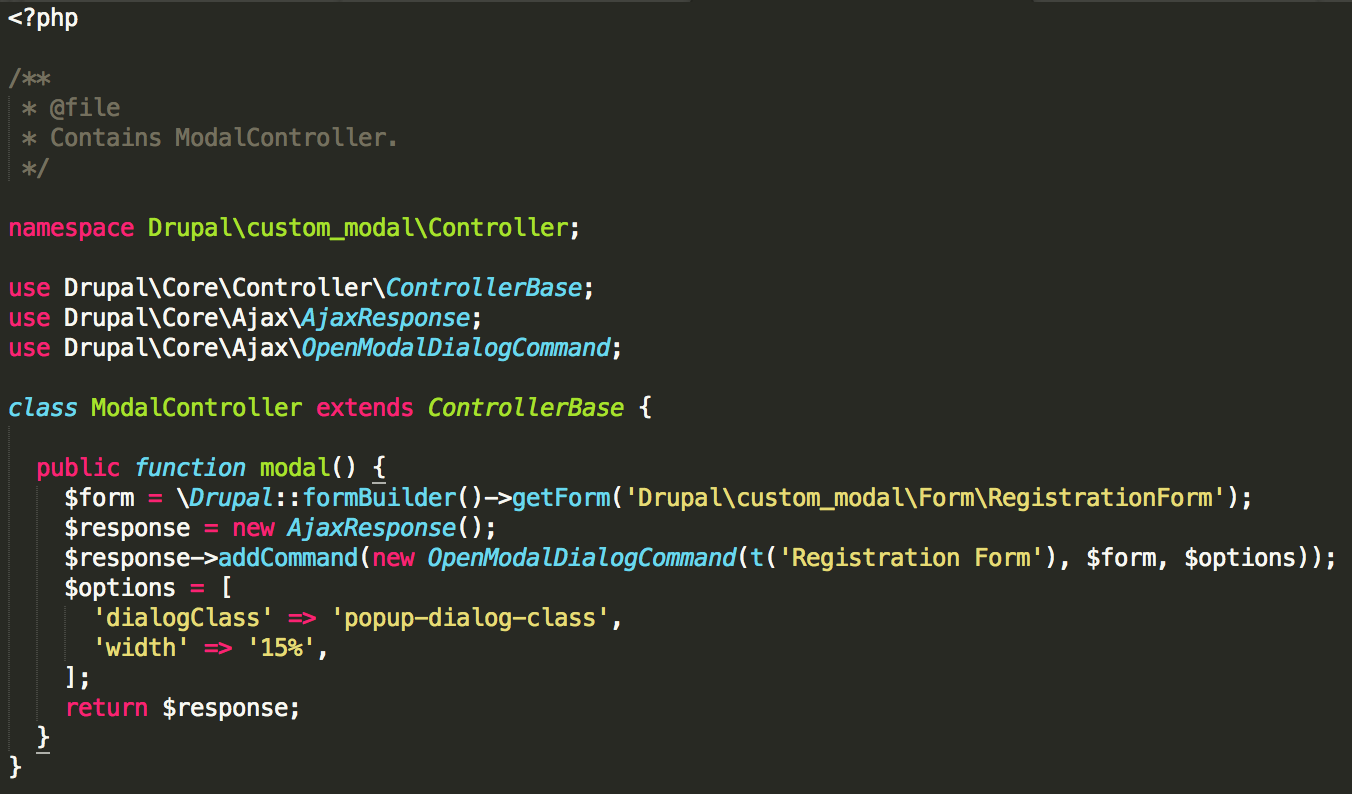 <?php
/**
 * @file
 * Contains ModalController.
 */
namespace Drupal\custom_modal\Controller;
use Drupal\Core\Controller\ControllerBase;
use Drupal\Core\Ajax\AjaxResponse;
use Drupal\Core\Ajax\OpenModalDialogCommand;
class ModalController extends ControllerBase {
  public function modal() {
    $form = \Drupal::formBuilder()->getForm('Drupal\custom_modal\Form\RegistrationForm');
    $response = new AjaxResponse();
    $response->addCommand(new OpenModalDialogCommand(t('Registration Form'), $form, $options));
    $options = [
      'dialogClass' => 'popup-dialog-class',
      'width' => '15%',
    ];
    return $response;
  }
}